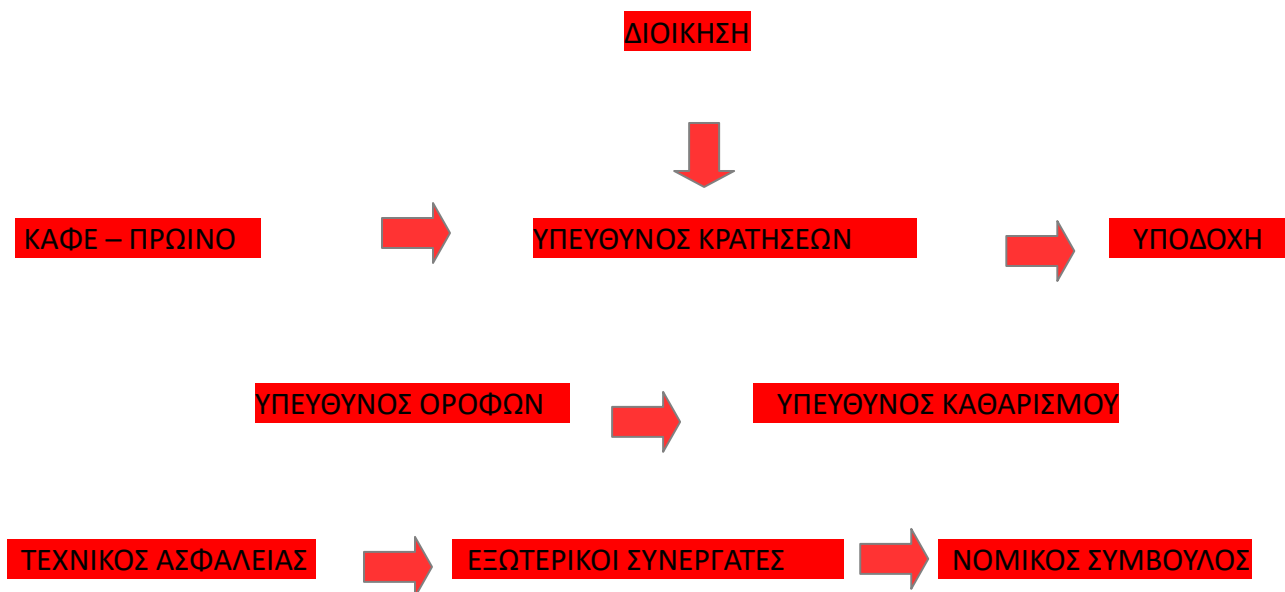 ΔΙΟΙΚΗΣΗ
ΚΑΦΕ – ΠΡΩΙΝΟ ΥΠΕΥΘΥΝΟΣ ΚΡΑΤΗΣΕΩΝ ΥΠΟΔΟΧΗ
ΥΠΕΥΘΥΝΟΣ ΟΡΟΦΩΝ ΥΠΕΥΘΥΝΟΣ ΚΑΘΑΡΙΣΜΟΥ
ΤΕΧΝΙΚΟΣ ΑΣΦΑΛΕΙΑΣ ΕΞΩΤΕΡΙΚΟΙ ΣΥΝΕΡΓΑΤΕΣ ΝΟΜΙΚΟΣ ΣΥΜΒΟΥΛΟΣ